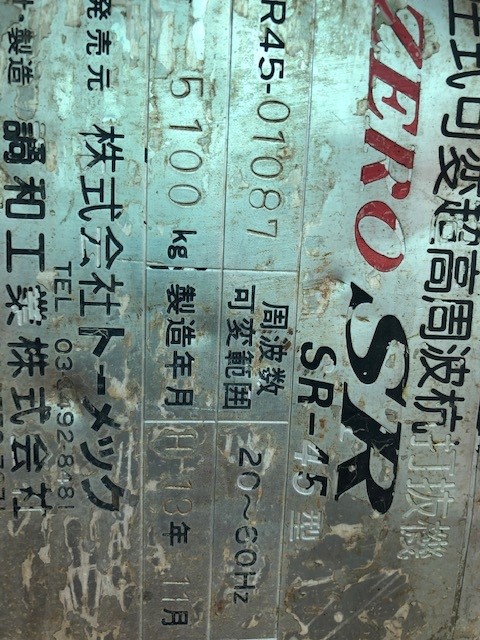 圧式可変超高周波杭打抜機
ZERO SR
SR-45型
R45-01087 周波数可変範囲 20〜60Hz
5100 kg 製造年月 H-13年 11月
発売元 株式会社トーメック
TEL 03-3492-8481
計・製造 調和工業株式会社